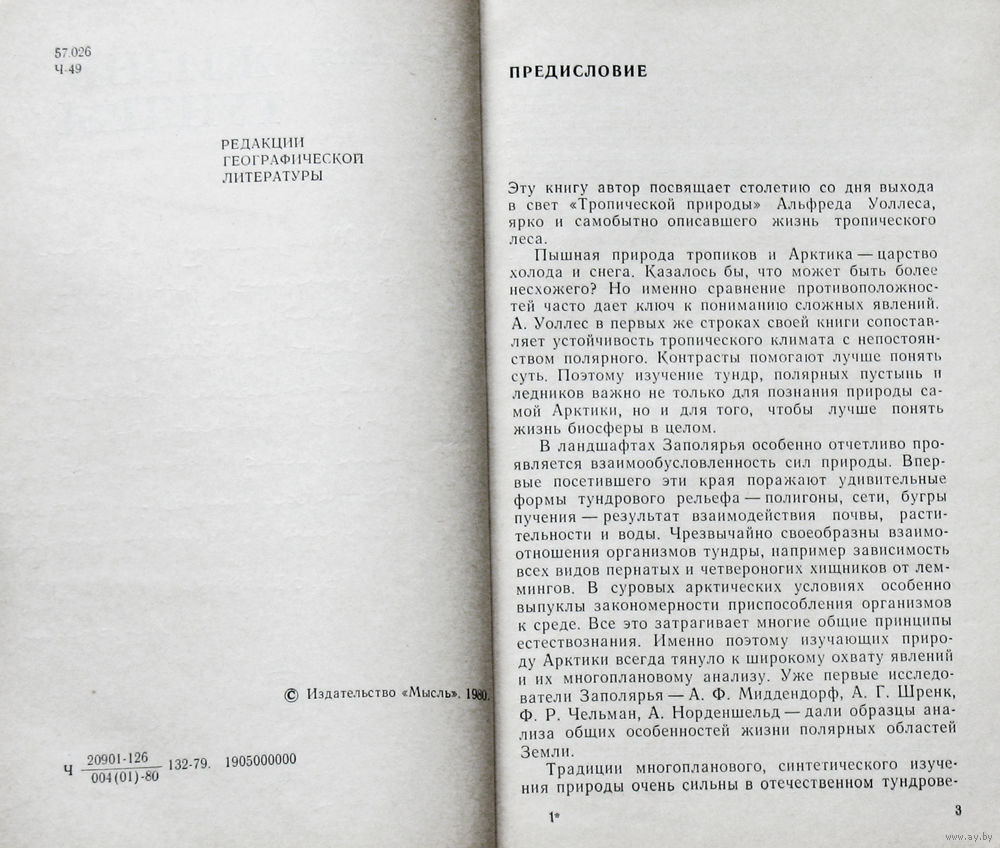 57.026
Ч-49
РЕДАКЦИИ
ГЕОГРАФИЧЕСКОЙ
ЛИТЕРАТУРЫ
© Издательство «Мысль». 1980.
Ч 20901-126
004(01)-80 132-79. 1905000000
ПРЕДИСЛОВИЕ
Эту книгу автор посвящает столетию со дня выхода
в свет «Тропической природы» Альфреда Уоллеса,
ярко и самобытно описавшего жизнь тропического
леса.
Пышная природа тропиков и Арктика — царство
холода и снега. Казалось бы, что может быть более
несхожего? Но именно сравнение противоположнос-
тей часто дает ключ к пониманию сложных явлений.
А. Уоллес в первых же строках своей книги сопостав-
ляет устойчивость тропического климата с непостоян-
ством полярного. Контрасты помогают лучше понять
суть. Поэтому изучение тундр, полярных пустынь и
ледников важно не только для познания природы са-
мой Арктики, но и для того, чтобы лучше понять
жизнь биосферы в целом.
В ландшафтах Заполярья особенно отчетливо про-
является взаимообусловленность сил природы. Впер-
вые посетившего эти края поражают удивительные
формы тундрового рельефа — полигоны, сети, бугры
пучения — результат взаимодействия почвы, расти-
тельности и воды. Чрезвычайно своеобразны взаимо-
отношения организмов тундры, например зависимость
всех видов пернатых и четвероногих хищников от лем-
мингов. В суровых арктических условиях особенно
выпуклы закономерности приспособления организмов
к среде. Все это затрагивает многие общие принципы
естествознания. Именно поэтому изучающих приро-
ду Арктики всегда тянуло к широкому охвату явлений
и их многоплановому анализу. Уже первые исследо-
ватели Заполярья — А. Ф. Миддендорф, А. Г. Шренк,
Ф. Р. Чельман, А. Норденшельд — дали образцы ана-
лиза общих особенностей жизни полярных областей
Земли.
Традиции многопланового, синтетического изуче-
ния природы очень сильны в отечественном тундрове-
1*
3
www.ay.by